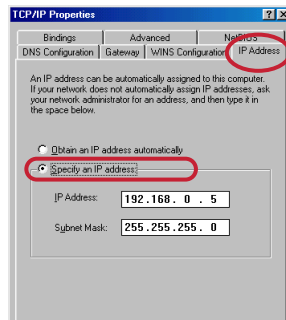 TCP/IP Properties
Bindings Advanced NetBIOS
DNS Configuration Gateway WINS Configuration IP Address
An IP address can be automatically assigned to this computer.
If your network does not automatically assign IP addresses, ask
your network administrator for an address, and then type it in
the space below.
Obtain an IP address automatically
Specify an IP address:
IP Address: 192.168. 0 . 5
Subnet Mask: 255.255.255. 0